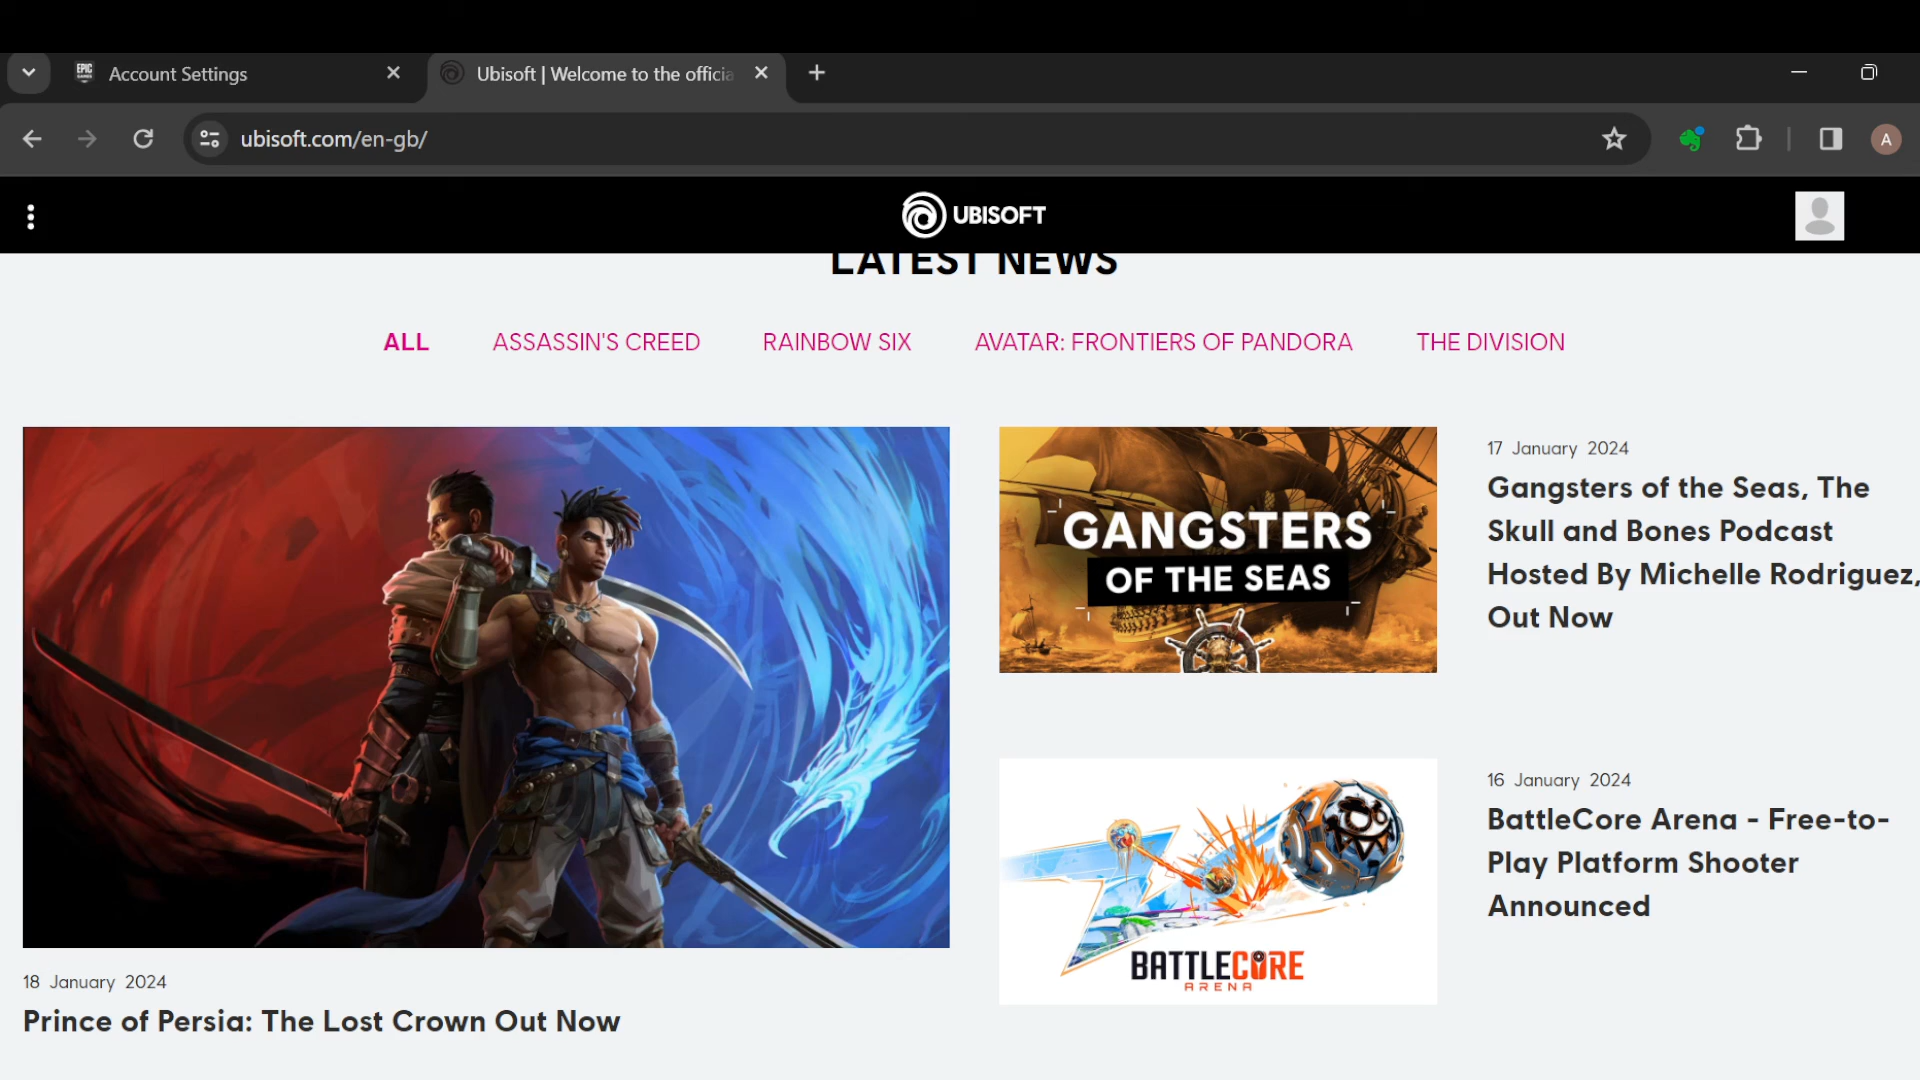 EPIC GAMES
Account Settings
Ubisoft | Welcome to the officia
ubisoft.com/en-gb/
A
UBISOFT
LATEST NEWS
ALL
ASSASSIN'S CREED
RAINBOW SIX
AVATAR: FRONTIERS OF PANDORA
THE DIVISION
18 January 2024
Prince of Persia: The Lost Crown Out Now
GANGSTERS
OF THE SEAS
17 January 2024
Gangsters of the Seas, The
Skull and Bones Podcast
Hosted By Michelle Rodriguez,
Out Now
BATTLECORE
ARENA
16 January 2024
BattleCore Arena - Free-to-
Play Platform Shooter
Announced